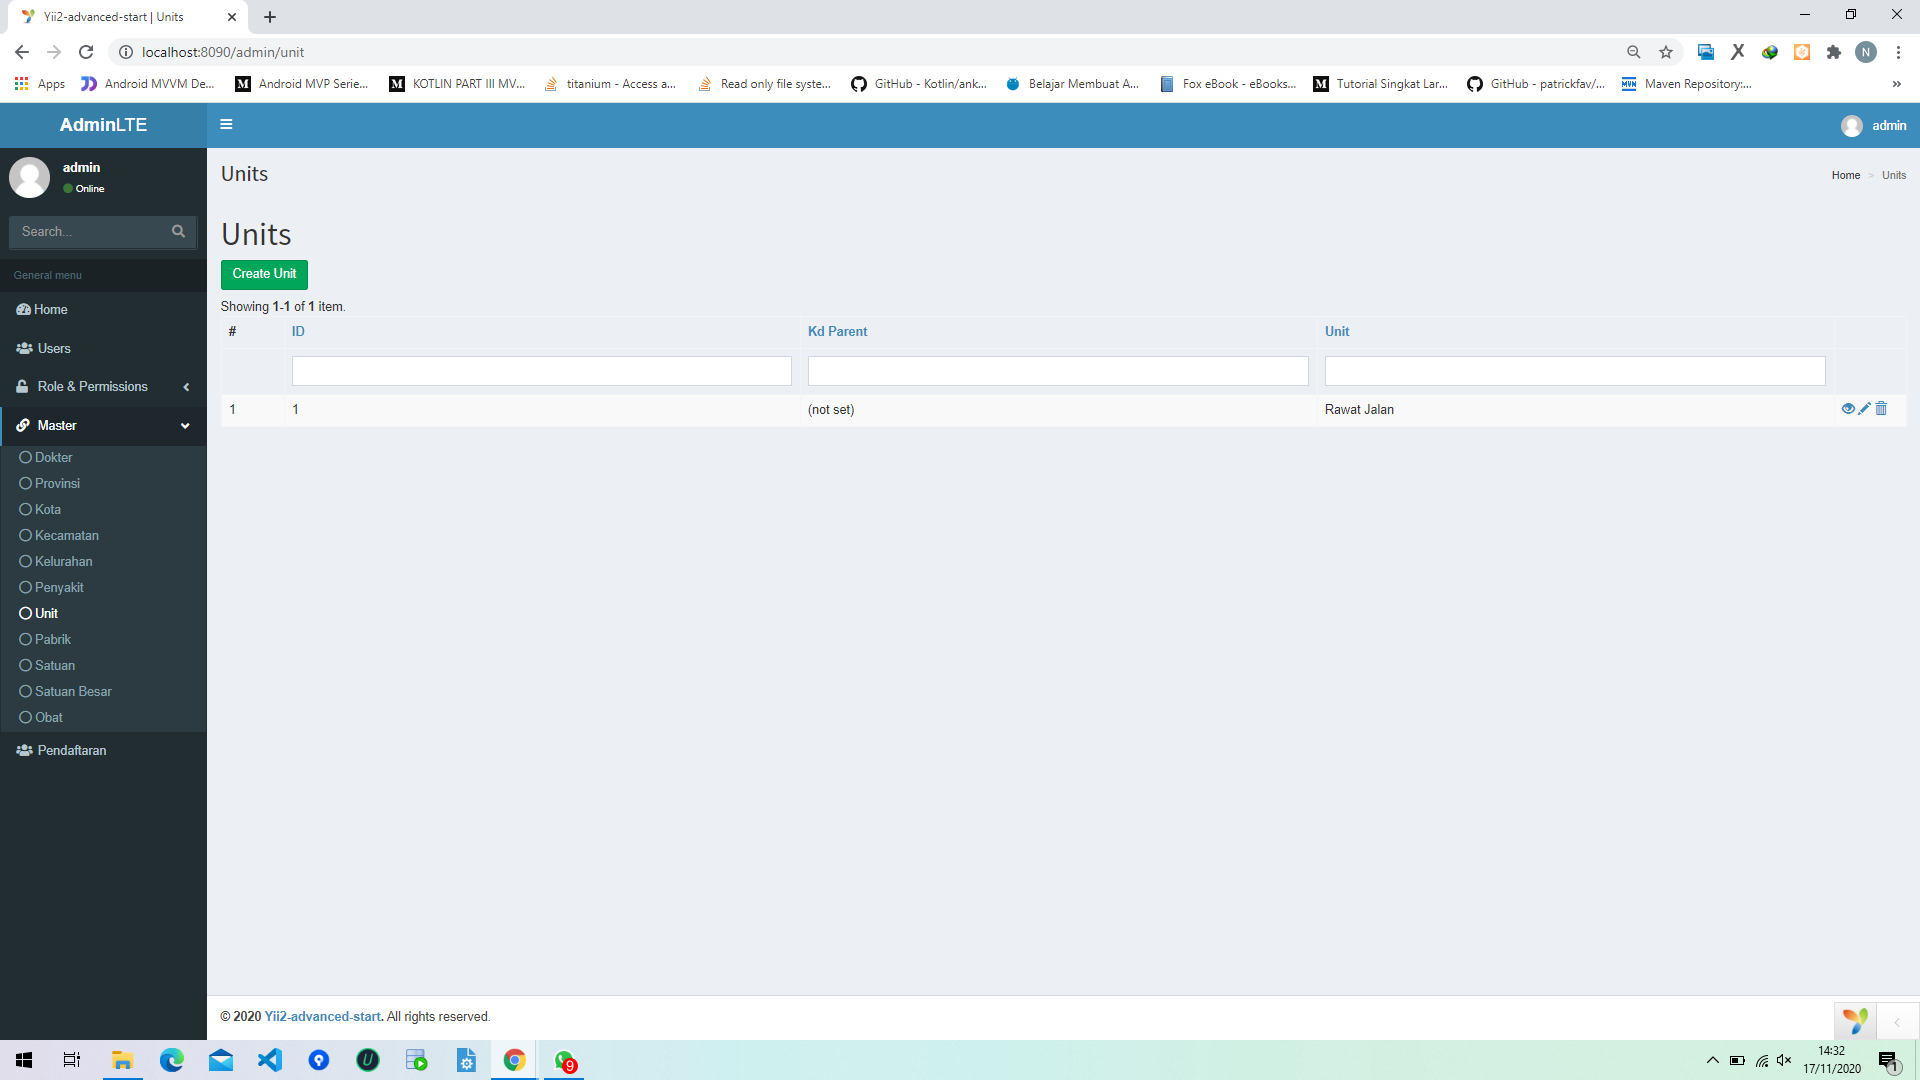 Yii2-advanced-start | Units
localhost:8090/admin/unit
N
Apps
Android MVVM De...
Android MVP Serie...
KOTLIN PART III MV...
titanium - Access a...
Read only file syste...
GitHub - Kotlin/ank...
Belajar Membuat A...
Fox eBook - eBooks...
Tutorial Singkat Lar...
GitHub - patrickfav/...
Maven Repository:...
»
AdminLTE
admin
admin
Online
Search...
General menu
Home
Users
Role & Permissions
Master
Dokter
Provinsi
Kota
Kecamatan
Kelurahan
Penyakit
Unit
Pabrik
Satuan
Satuan Besar
Obat
Pendaftaran
Units
Home > Units
Units
Create Unit
Showing 1-1 of 1 item.
# ID Kd Parent Unit
1 1 (not set) Rawat Jalan
© 2020 Yii2-advanced-start. All rights reserved.
9
14:32
17/11/2020
1